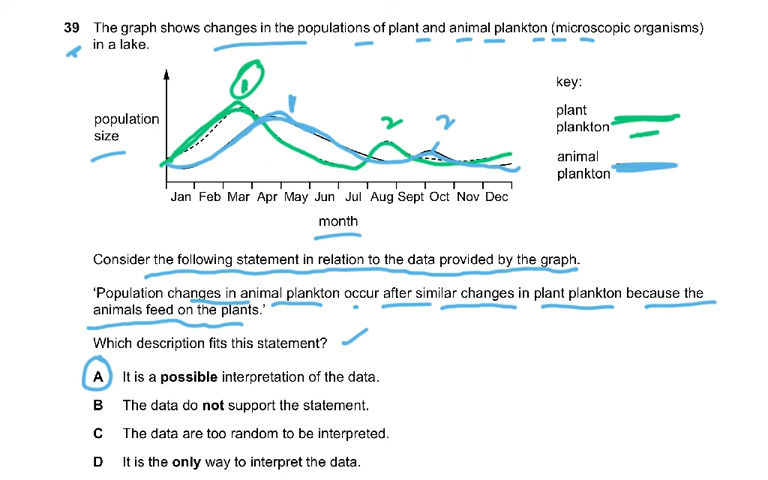 39 The graph shows changes in the populations of plant and animal plankton (microscopic organisms)
in a lake.
key:
population
size
plant
plankton
animal
plankton
1
1
2
2
Jan Feb Mar Apr May Jun Jul Aug Sept Oct Nov Dec
month
Consider the following statement in relation to the data provided by the graph.
‘Population changes in animal plankton occur after similar changes in plant plankton because the
animals feed on the plants.’
Which description fits this statement?
A It is a possible interpretation of the data.
B The data do not support the statement.
C The data are too random to be interpreted.
D It is the only way to interpret the data.